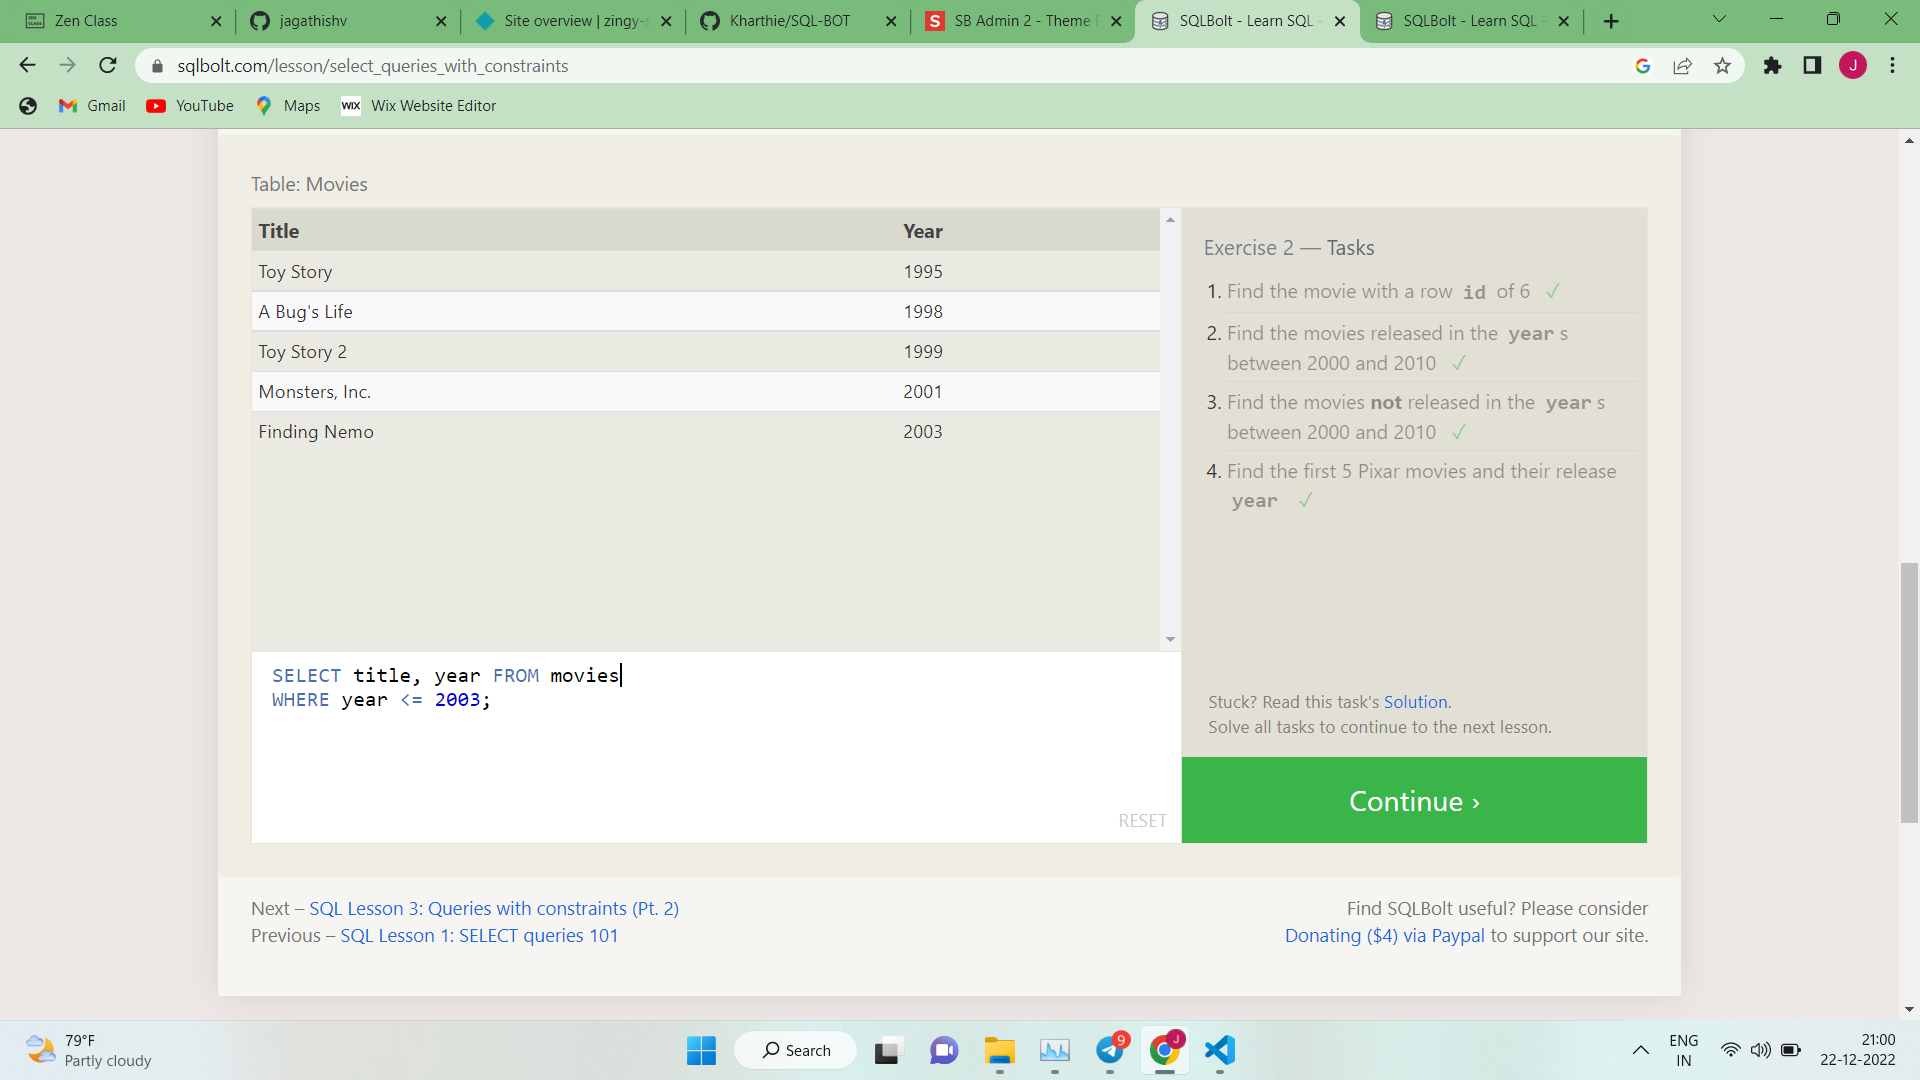 Zen Class
jagathishv
Site overview | zingy-s
Kharthie/SQL-BOT
SB Admin 2 - Theme P
SQLBolt - Learn SQL -
SQLBolt - Learn SQL -
sqlbolt.com/lesson/select_queries_with_constraints
J
Gmail
YouTube
Maps
WIX Wix Website Editor
Table: Movies
Title Year
Toy Story 1995
A Bug's Life 1998
Toy Story 2 1999
Monsters, Inc. 2001
Finding Nemo 2003
SELECT title, year FROM movies
WHERE year <= 2003;
RESET
Exercise 2 — Tasks
1. Find the movie with a row id of 6 ✓
2. Find the movies released in the year s
between 2000 and 2010 ✓
3. Find the movies not released in the year s
between 2000 and 2010 ✓
4. Find the first 5 Pixar movies and their release
year ✓
Stuck? Read this task's Solution.
Solve all tasks to continue to the next lesson.
Continue ›
Next – SQL Lesson 3: Queries with constraints (Pt. 2)
Previous – SQL Lesson 1: SELECT queries 101
Find SQLBolt useful? Please consider
Donating ($4) via Paypal to support our site.
79°F
Partly cloudy
Search
9
J
ENG
IN
21:00
22-12-2022